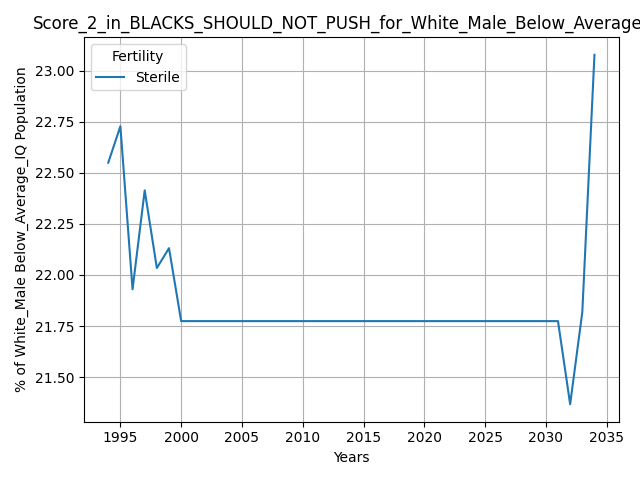 Score_2_in_BLACKS_SHOULD_NOT_PUSH_for_White_Male_Below_Average
Fertility
Sterile
% of White_Male Below_Average_IQ Population
23.00
22.75
22.50
22.25
22.00
21.75
21.50
1995 2000 2005 2010 2015 2020 2025 2030 2035
Years